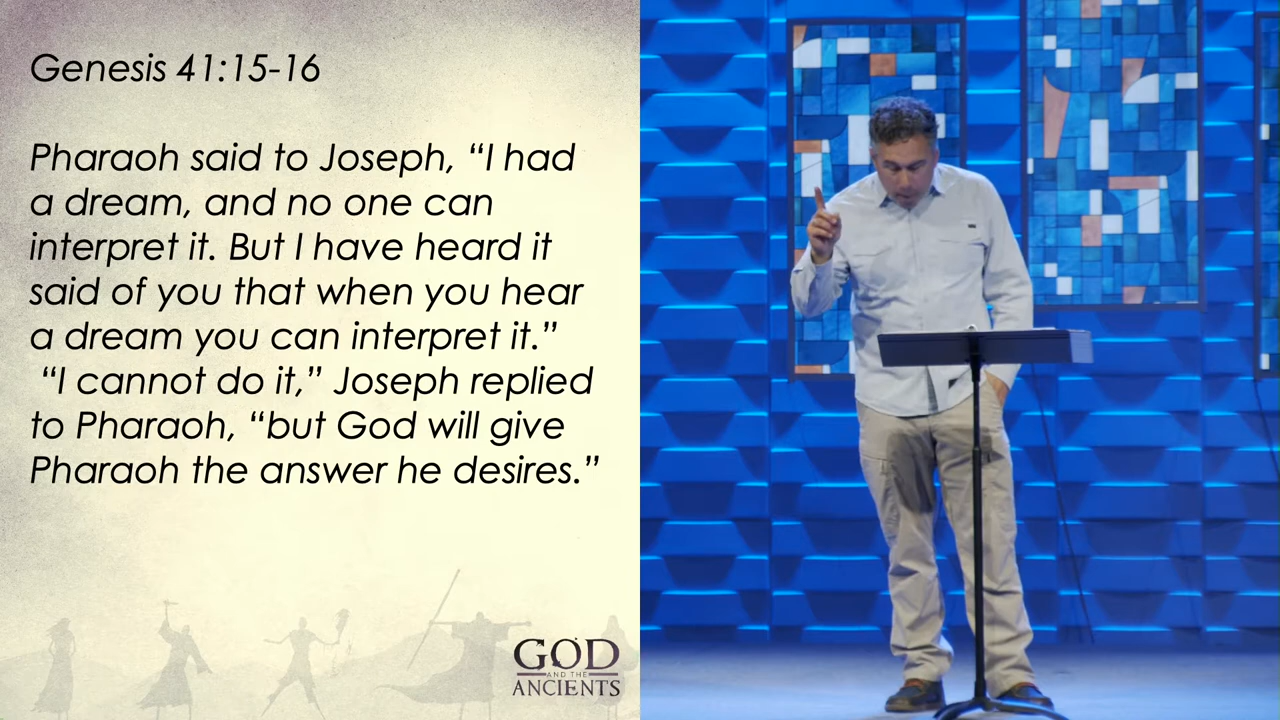 Genesis 41:15-16
Pharaoh said to Joseph, “I had
a dream, and no one can
interpret it. But I have heard it
said of you that when you hear
a dream you can interpret it.”
“I cannot do it,” Joseph replied
to Pharaoh, “but God will give
Pharaoh the answer he desires.”
GOD
AND THE
ANCIENTS